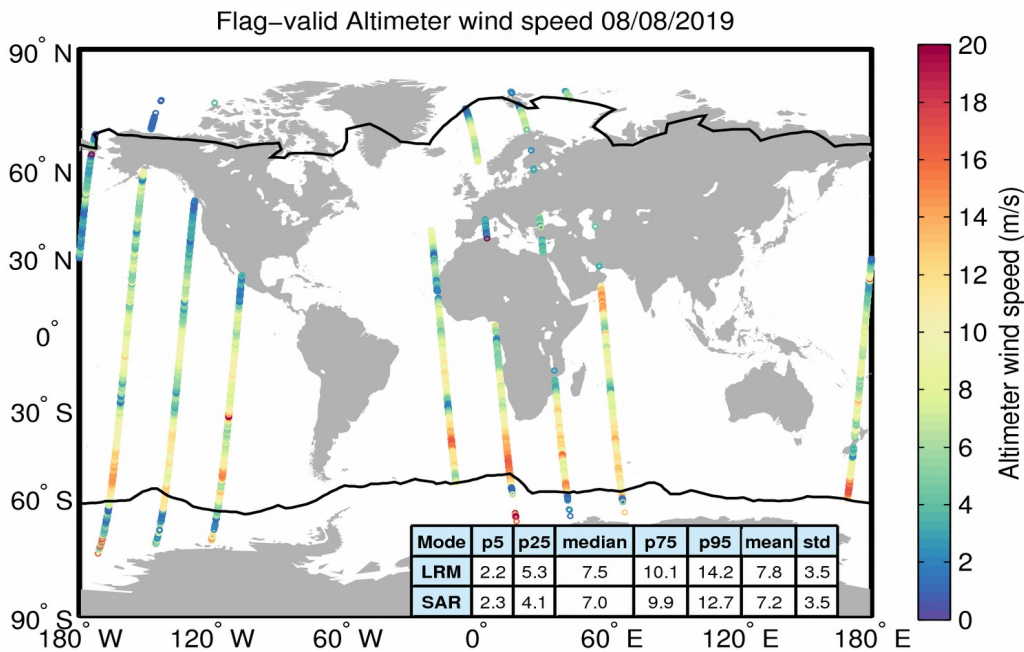 Flag-valid Altimeter wind speed 08/08/2019
90° N
60° N
30° N
0°
30° S
60° S
90° S
180° W
120° W
60° W
0°
60° E
120° E
180° E
Mode p5 p25 median p75 p95 mean std
LRM 2.2 5.3 7.5 10.1 14.2 7.8 3.5
SAR 2.3 4.1 7.0 9.9 12.7 7.2 3.5
20
18
16
14
12
10
8
6
4
2
0
Altimeter wind speed (m/s)